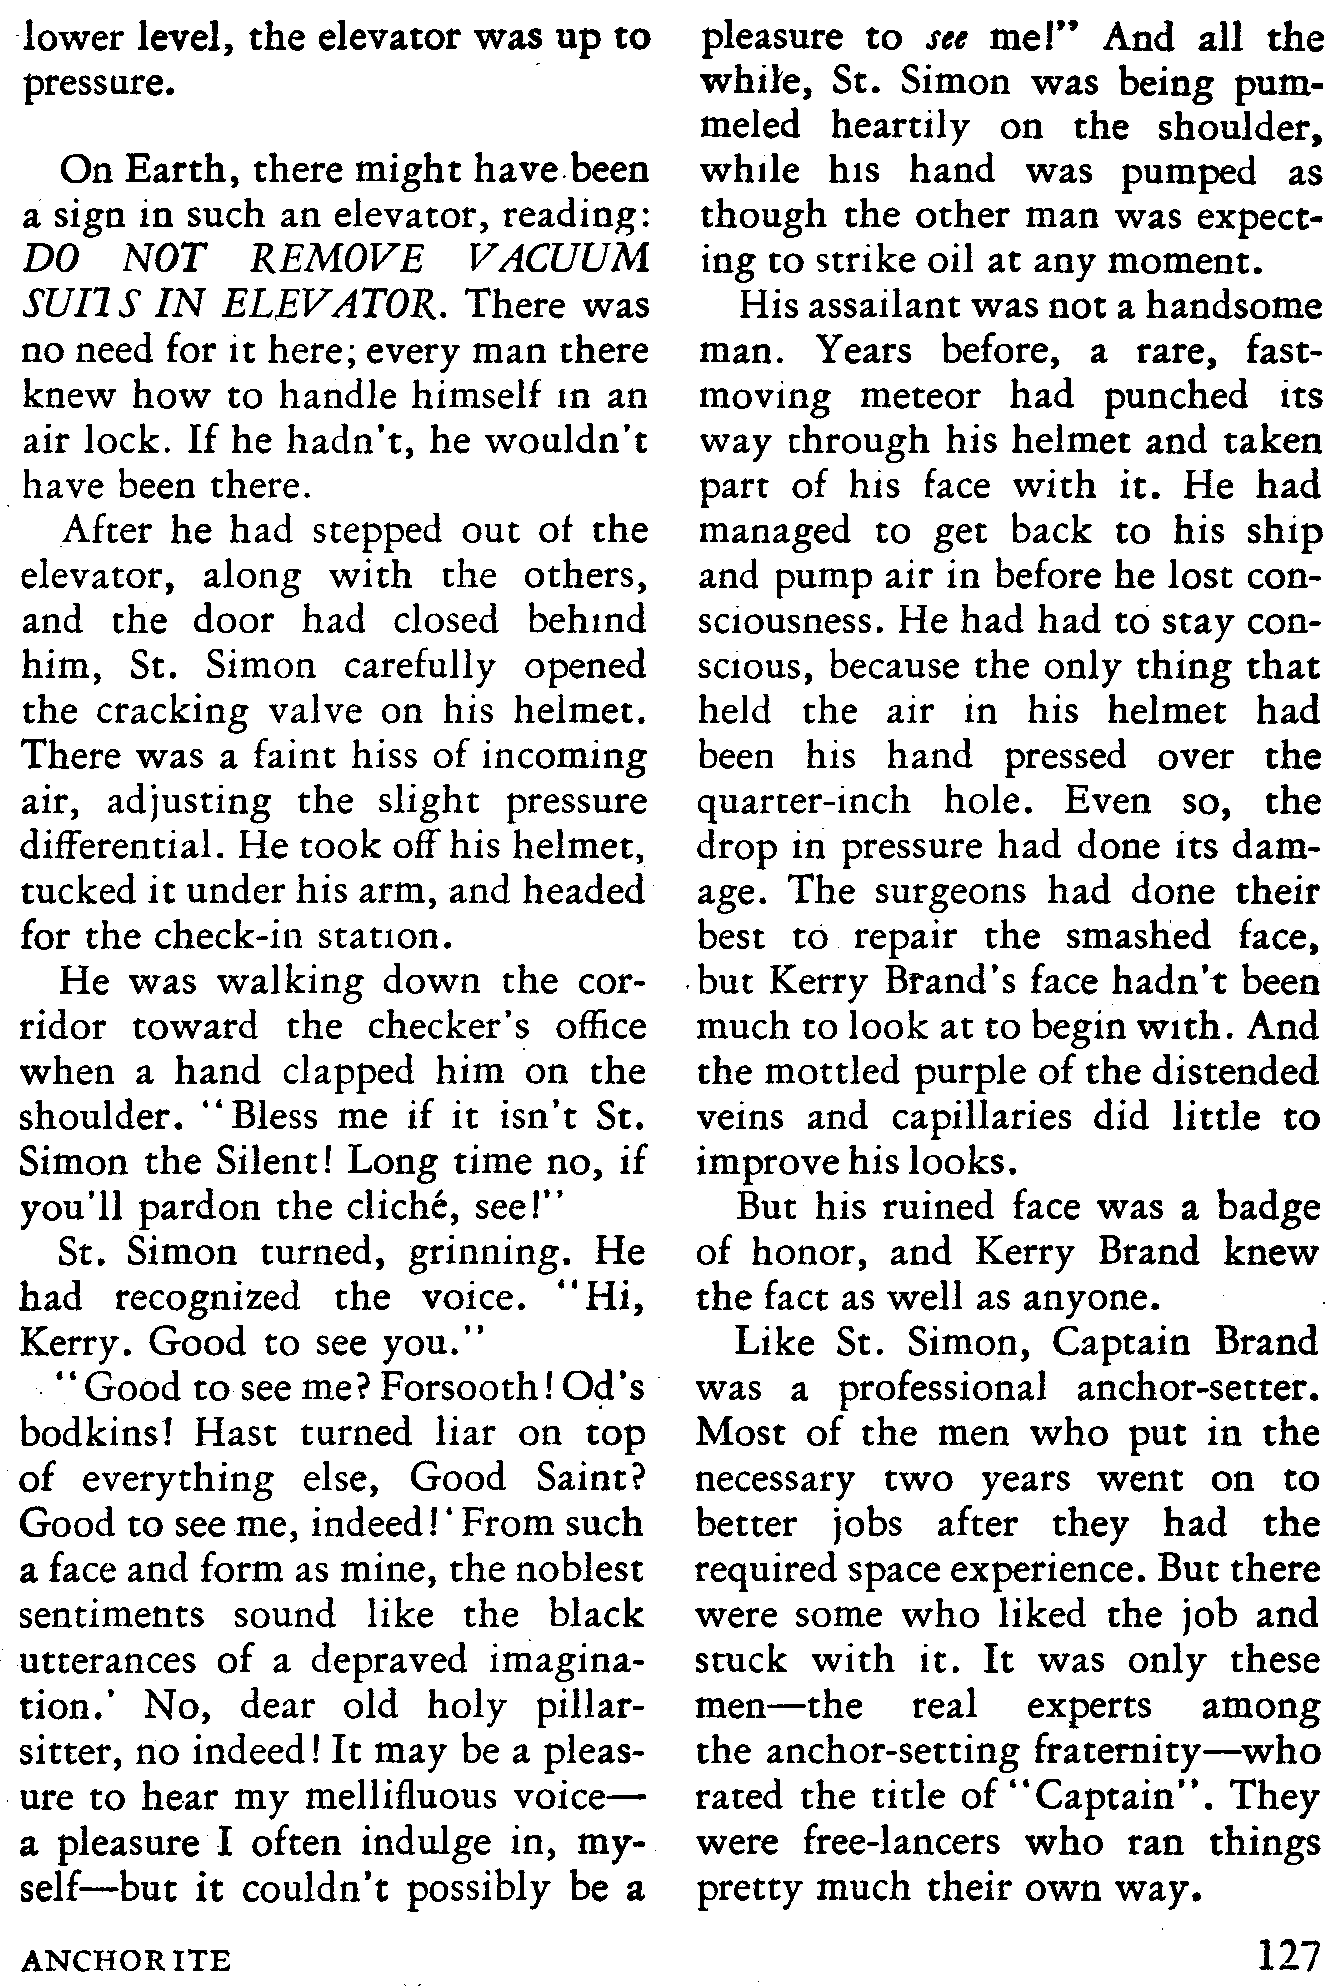 lower level, the elevator was up to
pressure.
On Earth, there might have been
a sign in such an elevator, reading:
DO NOT REMOVE VACUUM
SUITS IN ELEVATOR. There was
no need for it here; every man there
knew how to handle himself in an
air lock. If he hadn't, he wouldn't
have been there.
After he had stepped out of the
elevator, along with the others,
and the door had closed behind
him, St. Simon carefully opened
the cracking valve on his helmet.
There was a faint hiss of incoming
air, adjusting the slight pressure
differential. He took off his helmet,
tucked it under his arm, and headed
for the check-in station.
He was walking down the cor-
ridor toward the checker's office
when a hand clapped him on the
shoulder. "Bless me if it isn't St.
Simon the Silent! Long time no, if
you'll pardon the cliché, see!"
St. Simon turned, grinning. He
had recognized the voice. "Hi,
Kerry. Good to see you."
"Good to see me? Forsooth! Od's
bodkins! Hast turned liar on top
of everything else, Good Saint?
Good to see me, indeed! 'From such
a face and form as mine, the noblest
sentiments sound like the black
utterances of a depraved imagina-
tion.' No, dear old holy pillar-
sitter, no indeed! It may be a pleas-
ure to hear my mellifluous voice—
a pleasure I often indulge in, my-
self—but it couldn't possibly be a
pleasure to see me!" And all the
while, St. Simon was being pum-
meled heartily on the shoulder,
while his hand was pumped as
though the other man was expect-
ing to strike oil at any moment.
His assailant was not a handsome
man. Years before, a rare, fast-
moving meteor had punched its
way through his helmet and taken
part of his face with it. He had
managed to get back to his ship
and pump air in before he lost con-
sciousness. He had had to stay con-
scious, because the only thing that
held the air in his helmet had
been his hand pressed over the
quarter-inch hole. Even so, the
drop in pressure had done its dam-
age. The surgeons had done their
best to repair the smashed face,
but Kerry Brand's face hadn't been
much to look at to begin with. And
the mottled purple of the distended
veins and capillaries did little to
improve his looks.
But his ruined face was a badge
of honor, and Kerry Brand knew
the fact as well as anyone.
Like St. Simon, Captain Brand
was a professional anchor-setter.
Most of the men who put in the
necessary two years went on to
better jobs after they had the
required space experience. But there
were some who liked the job and
stuck with it. It was only these
men—the real experts among
the anchor-setting fraternity—who
rated the title of "Captain". They
were free-lancers who ran things
pretty much their own way.
ANCHORITE
127